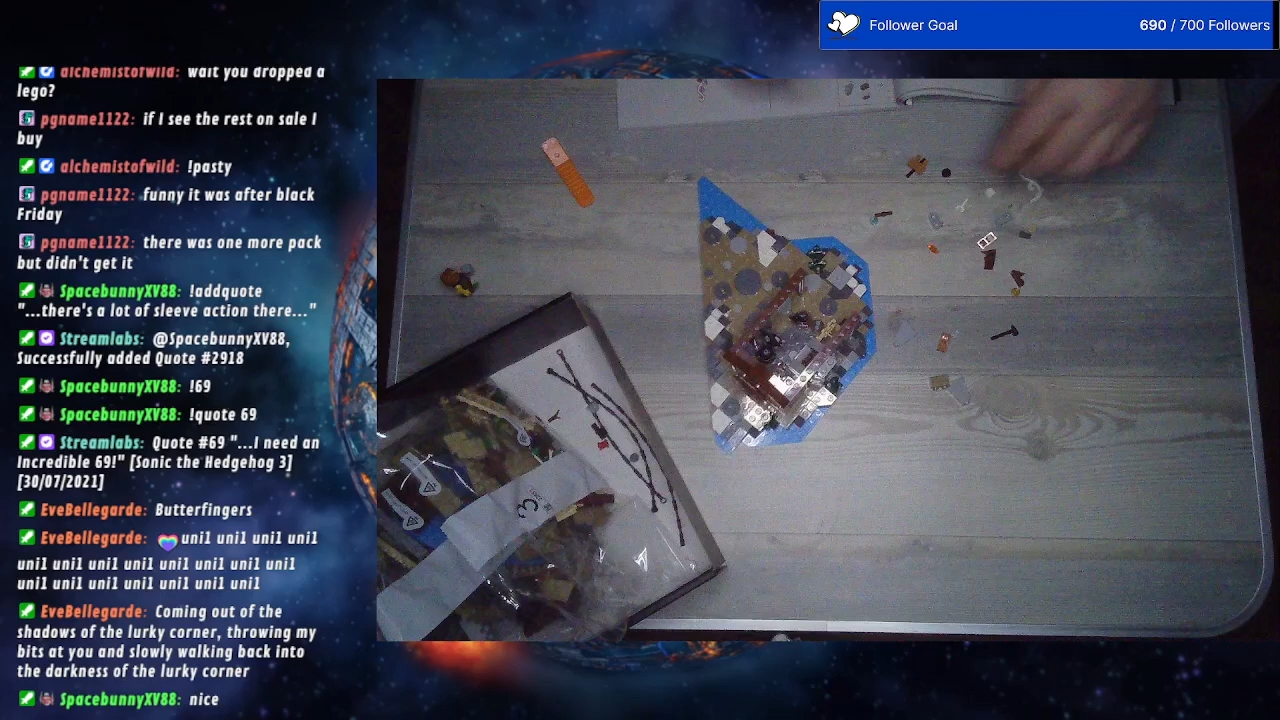 Follower Goal
690 / 700 Followers
alchemistofwild: wait you dropped a
lego?
pgname1122: if I see the rest on sale I
buy
alchemistofwild: !pasty
pgname1122: funny it was after black
Friday
pgname1122: there was one more pack
but didn't get it
SpacebunnyXV88: !addquote
"...there's a lot of sleeve action there..."
Streamlabs: @SpacebunnyXV88,
Successfully added Quote #2918
SpacebunnyXV88: !69
SpacebunnyXV88: !quote 69
Streamlabs: Quote #69 "...I need an
Incredible 69!" [Sonic the Hedgehog 3]
[30/07/2021]
EveBellegarde: Butterfingers
EveBellegarde: uni1 uni1 uni1 uni1
uni1 uni1 uni1 uni1 uni1 uni1 uni1 uni1
uni1 uni1 uni1 uni1 uni1 uni1 uni1
EveBellegarde: Coming out of the
shadows of the lurky corner, throwing my
bits at you and slowly walking back into
the darkness of the lurky corner
SpacebunnyXV88: nice